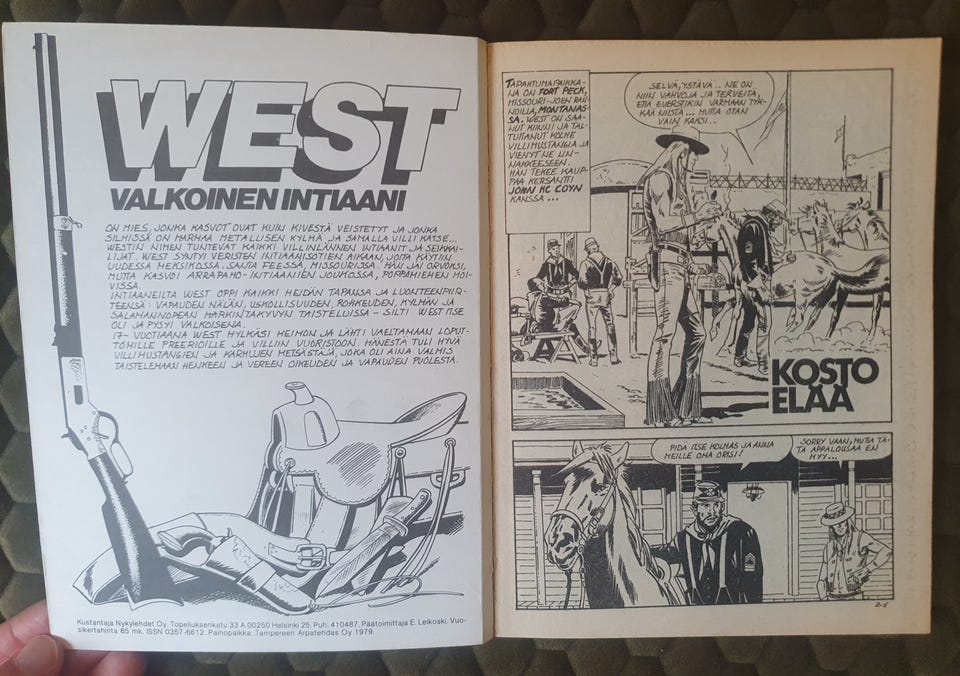 WEST
VALKOINEN INTIAANI
ON MIES, JONKA KASVOT OVAT KUIN KIVESTÄ VEISTETYT JA JONKA
SILMISSÄ ON HARMAA METALLISEN KYLMÄ JA SAMALLA VILLI KATSE...
WESTIN NIMEN TUNTEVAT KAIKKI VILLINLÄNNEN INTIAANIT JA SEIKKAI-
LIJAT. WEST SYNTYI VERISTEN INTIAANISOTIEN AIKAAN, JOITA KÄYTIIN
UUDESSA MEKSIKOSSA, SANTA FEESSÄ, MISSOURISSA. HÄN JÄI ORVOKSI,
MUTTA KASVOI ARRAPAHO-INTIAANIEN JOUKOSSA, POPPAMIEHEN HOI-
VISSA.
INTIAANEILTA WEST OPPI KAIKKI HEIDÄN TAPANSA JA LUONTEENPIIR-
TEENSÄ: VAPAUDEN NÄLÄN, USKOLLISUUDEN, ROHKEUDEN, KYLMÄN JA
SALAMANNOPEAN HARKINTAKYVYN TAISTELUISSA - SILTI WEST ITSE
OLI JA PYSYI VALKOISENA.
17-VUOTIAANA WEST HYLKÄSI HEIMON JA LÄHTI VAELTAMAAN LOPUT-
TOMILLE PREERIOILLE JA VILLIIN VUORISTOON. HÄNESTÄ TULI HYVÄ
VILLIMUSTANGIEN JA KARHUJEN METSÄSTÄJÄ, JOKA OLI AINA VALMIS
TAISTELEMAAN HENKEEN JA VEREEN OIKEUDEN JA VAPAUDEN PUOLESTA.
Kustantaja Nykylehdet Oy. Topeliuksenkatu 33 A 00250 Helsinki 25. Puh. 410487. Päätoimittaja E. Leikoski. Vuo-
sikertahinta 65 mk. ISSN 0357-6612. Painopaikka: Tampereen Arpatehdas Oy 1979.
TAPAHTUMAPAIKKA-
NA ON FORT PECK,
MISSOURI-JOEN RAN-
NOILLA, MONTANAS-
SA. WEST ON SAA-
NUT KIINNI JA TAL-
TUTTANUT KOLME
VILLIMUSTANGIA JA
VIENYT NE LIN-
NAKKEESEEN.
HÄN TEKEE KAUP-
PAA KERSANTTI
JOHN MC COYN
KANSSA ...
SELVÄ, YSTÄVÄ .. NE ON
NIIN VAHVOJA JA TERVEITÄ,
ETTÄ EVERSTIKIN VARMAAN TYK-
KÄÄ NIISTÄ... MUTTA OTAN
VAIN KAKSI...
KOSTO
ELÄÄ
PIDÄ ITSE KOLMAS JA ANNA
MEILLE OMA ORISI!
SORRY VAAN, MUTTA TÄ-
TÄ APPALOUSAA EN
MYY...